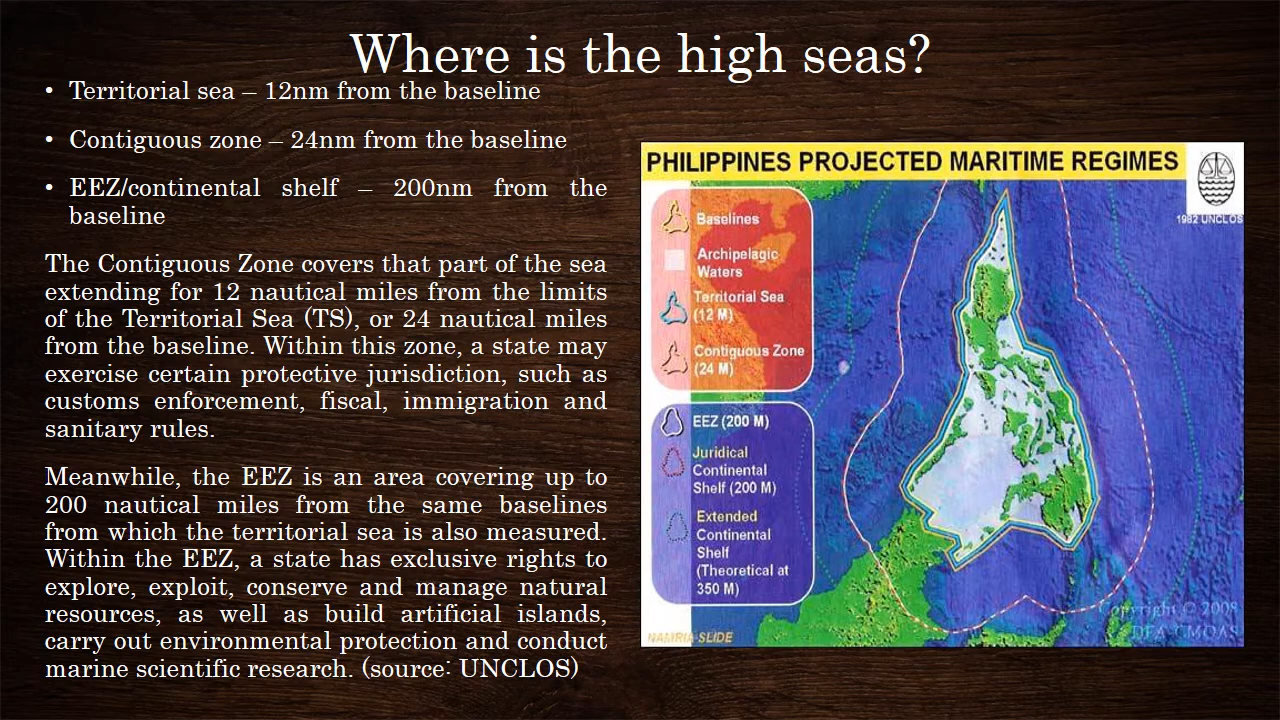 Where is the high seas?
• Territorial sea – 12nm from the baseline
• Contiguous zone – 24nm from the baseline
• EEZ/continental shelf – 200nm from the
baseline
The Contiguous Zone covers that part of the sea
extending for 12 nautical miles from the limits
of the Territorial Sea (TS), or 24 nautical miles
from the baseline. Within this zone, a state may
exercise certain protective jurisdiction, such as
customs enforcement, fiscal, immigration and
sanitary rules.
Meanwhile, the EEZ is an area covering up to
200 nautical miles from the same baselines
from which the territorial sea is also measured.
Within the EEZ, a state has exclusive rights to
explore, exploit, conserve and manage natural
resources, as well as build artificial islands,
carry out environmental protection and conduct
marine scientific research. (source: UNCLOS)
PHILIPPINES PROJECTED MARITIME REGIMES
1982 UNCLOS
Baselines
Archipelagic
Waters
Territorial Sea
(12 M)
Contiguous Zone
(24 M)
EEZ (200 M)
Juridical
Continental
Shelf (200 M)
Extended
Continental
Shelf
(Theoretical at
350 M)
NAMRIA SLIDE
Copyright © 2008
DFA-CMOAS